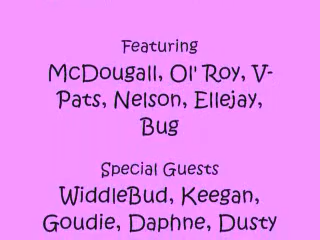 Featuring
McDougall, Ol' Roy, V-
Pats, Nelson, Ellejay,
Bug
Special Guests
WiddleBud, Keegan,
Goudie, Daphne, Dusty